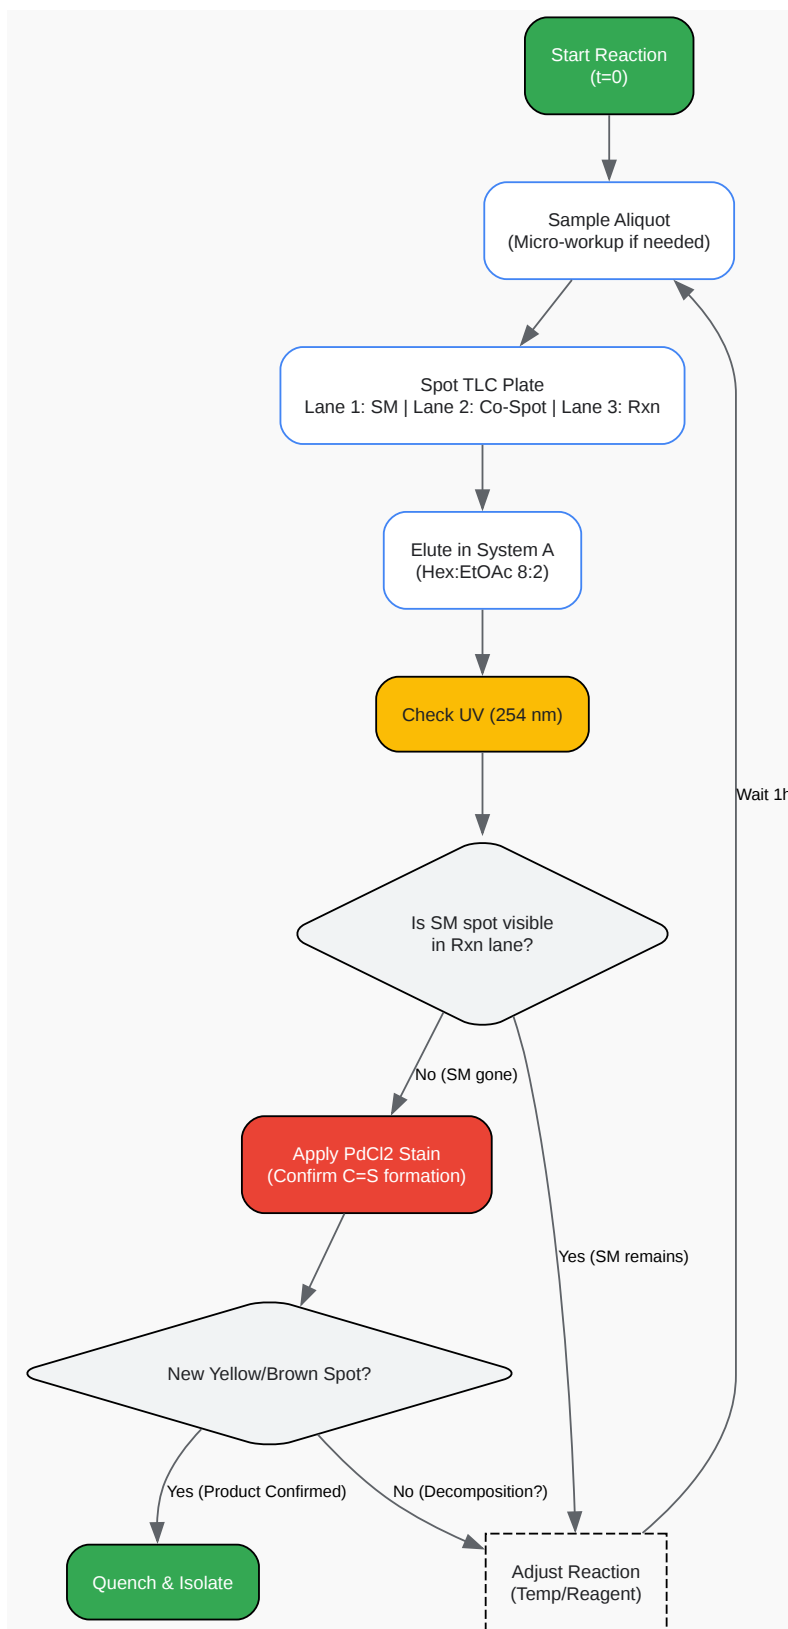 Start Reaction
(t=0)
Sample Aliquot
(Micro-workup if needed)
Spot TLC Plate
Lane 1: SM | Lane 2: Co-Spot | Lane 3: Rxn
Elute in System A
(Hex:EtOAc 8:2)
Check UV (254 nm)
Wait 1h
Is SM spot visible
in Rxn lane?
No (SM gone)
Apply PdCl2 Stain
(Confirm C=S formation)
Yes (SM remains)
New Yellow/Brown Spot?
Yes (Product Confirmed)
No (Decomposition?)
Quench & Isolate
Adjust Reaction
(Temp/Reagent)